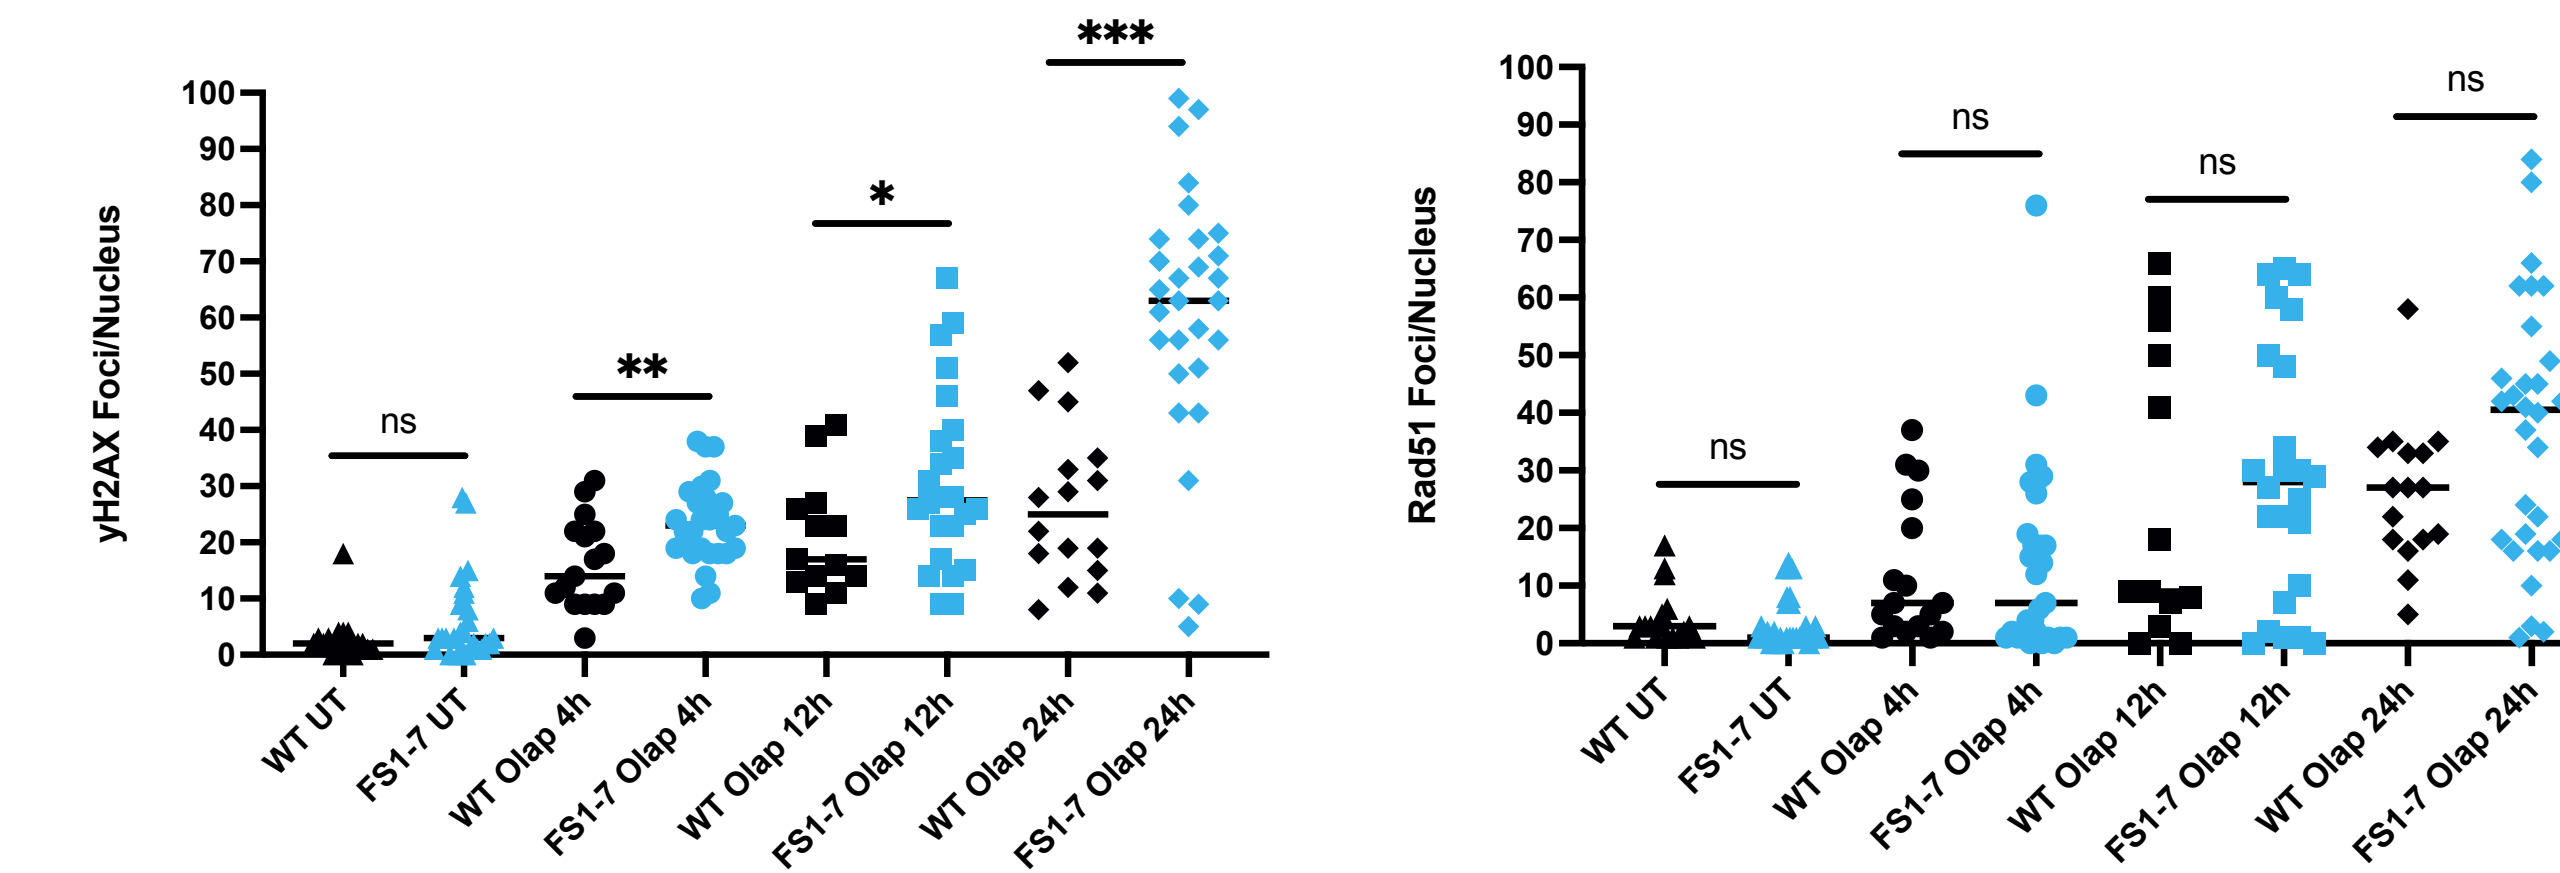 ***
100
90
80
70
60
50
40
30
20
10
0
yH2AX Foci/Nucleus
ns
**
*
WT UT
FS1-7 UT
WT Olap 4h
FS1-7 Olap 4h
WT Olap 12h
FS1-7 Olap 12h
WT Olap 24h
FS1-7 Olap 24h
100
90
80
70
60
50
40
30
20
10
0
Rad51 Foci/Nucleus
ns
ns
ns
ns
WT UT
FS1-7 UT
WT Olap 4h
FS1-7 Olap 4h
WT Olap 12h
FS1-7 Olap 12h
WT Olap 24h
FS1-7 Olap 24h